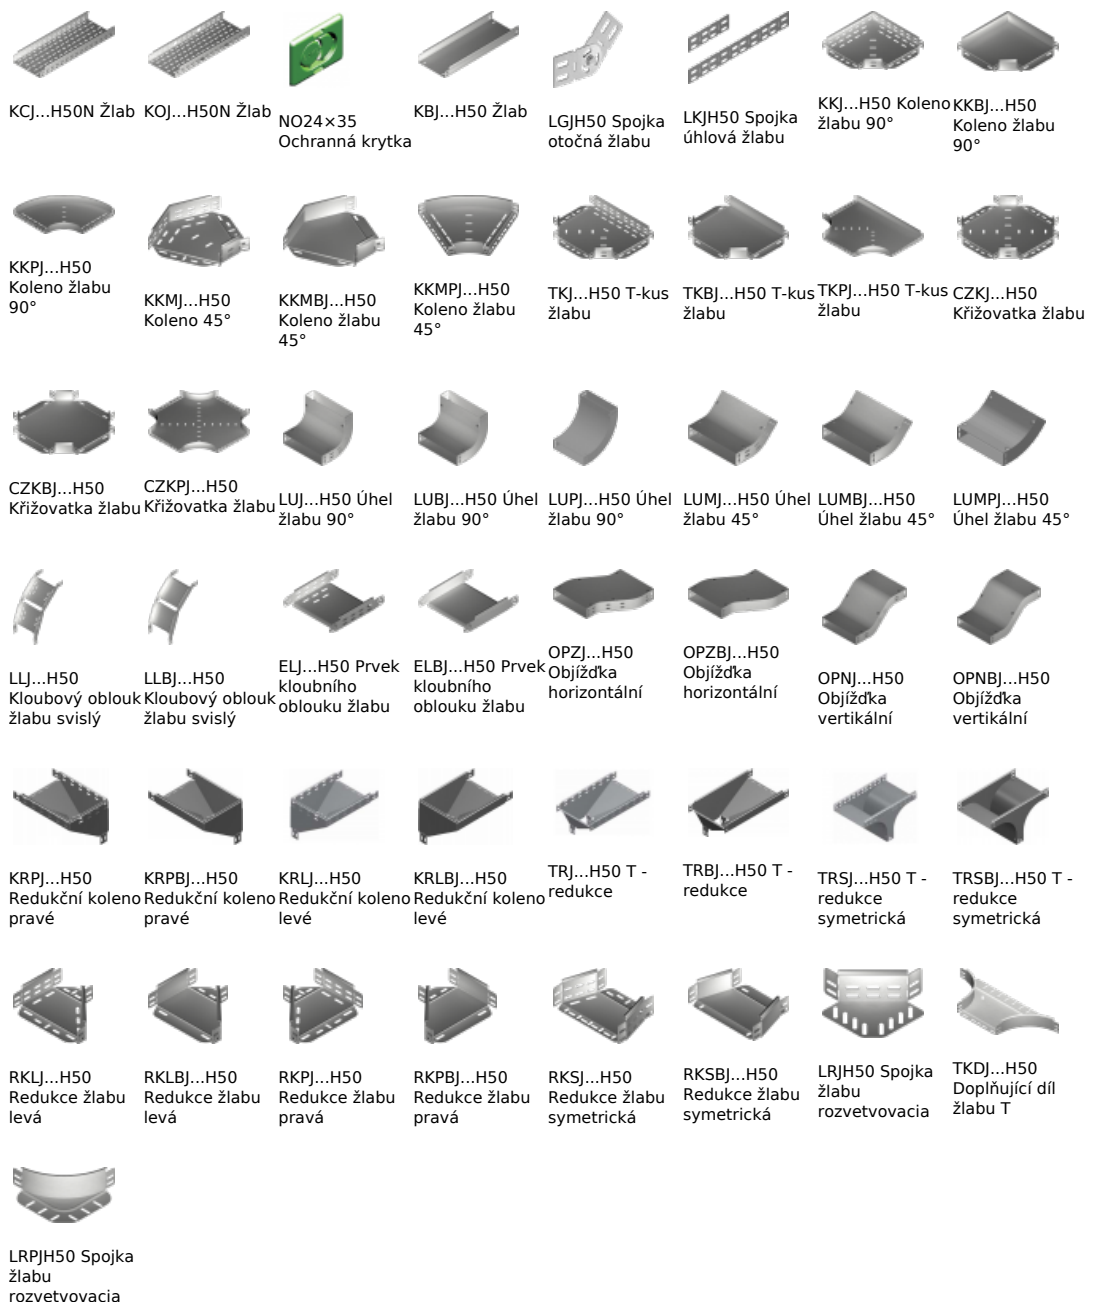 KCJ...H50N Žlab
KOJ...H50N Žlab
NO24×35
Ochranná krytka
KBJ...H50 Žlab
LGJH50 Spojka
otočná žlabu
LKJH50 Spojka
úhlová žlabu
KKJ...H50 Koleno
žlabu 90°
KKBJ...H50
Koleno žlabu
90°
KKPJ...H50
Koleno žlabu
90°
KKMJ...H50
Koleno 45°
KKMBJ...H50
Koleno žlabu
45°
KKMPJ...H50
Koleno žlabu
45°
TKJ...H50 T-kus
žlabu
TKBJ...H50 T-kus
žlabu
TKPJ...H50 T-kus
žlabu
CZKJ...H50
Křižovatka žlabu
CZKBJ...H50
Křižovatka žlabu
CZKPJ...H50
Křižovatka žlabu
LUJ...H50 Úhel
žlabu 90°
LUBJ...H50 Úhel
žlabu 90°
LUPJ...H50 Úhel
žlabu 90°
LUMJ...H50 Úhel
žlabu 45°
LUMBJ...H50
Úhel žlabu 45°
LUMPJ...H50
Úhel žlabu 45°
LLJ...H50
Kloubový oblouk
žlabu svislý
LLBJ...H50
Kloubový oblouk
žlabu svislý
ELJ...H50 Prvek
kloubního
oblouku žlabu
ELBJ...H50 Prvek
kloubního
oblouku žlabu
OPZJ...H50
Objížďka
horizontální
OPZBJ...H50
Objížďka
horizontální
OPNJ...H50
Objížďka
vertikální
OPNBJ...H50
Objížďka
vertikální
KRPJ...H50
Redukční koleno
pravé
KRPBJ...H50
Redukční koleno
pravé
KRLJ...H50
Redukční koleno
levé
KRLBJ...H50
Redukční koleno
levé
TRJ...H50 T -
redukce
TRBJ...H50 T -
redukce
TRSJ...H50 T -
redukce
symetrická
TRSBJ...H50 T -
redukce
symetrická
RKLJ...H50
Redukce žlabu
levá
RKLBJ...H50
Redukce žlabu
levá
RKPJ...H50
Redukce žlabu
pravá
RKPBJ...H50
Redukce žlabu
pravá
RKSJ...H50
Redukce žlabu
symetrická
RKSBJ...H50
Redukce žlabu
symetrická
LRJH50 Spojka
žlabu
rozvetvovacia
TKDJ...H50
Doplňující díl
žlabu T
LRPJH50 Spojka
žlabu
rozvetvovacia